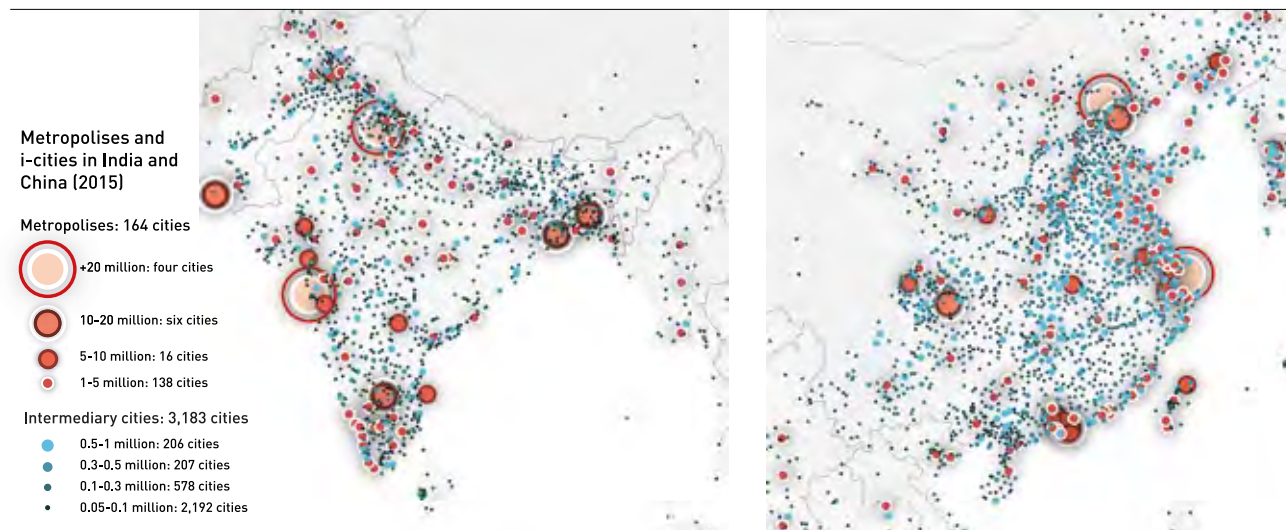 Metropolises and
i-cities in India and
China (2015)
Metropolises: 164 cities
+20 million: four cities
10-20 million: six cities
5-10 million: 16 cities
1-5 million: 138 cities
Intermediary cities: 3,183 cities
0.5-1 million: 206 cities
0.3-0.5 million: 207 cities
0.1-0.3 million: 578 cities
0.05-0.1 million: 2,192 cities